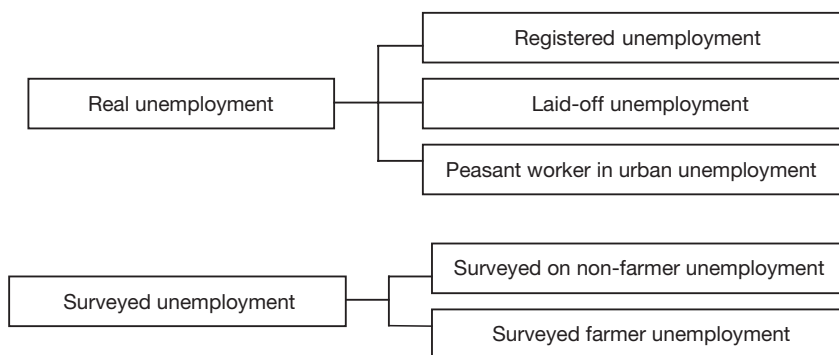 Registered unemployment
Real unemployment
Laid-off unemployment
Peasant worker in urban unemployment
Surveyed on non-farmer unemployment
Surveyed unemployment
Surveyed farmer unemployment